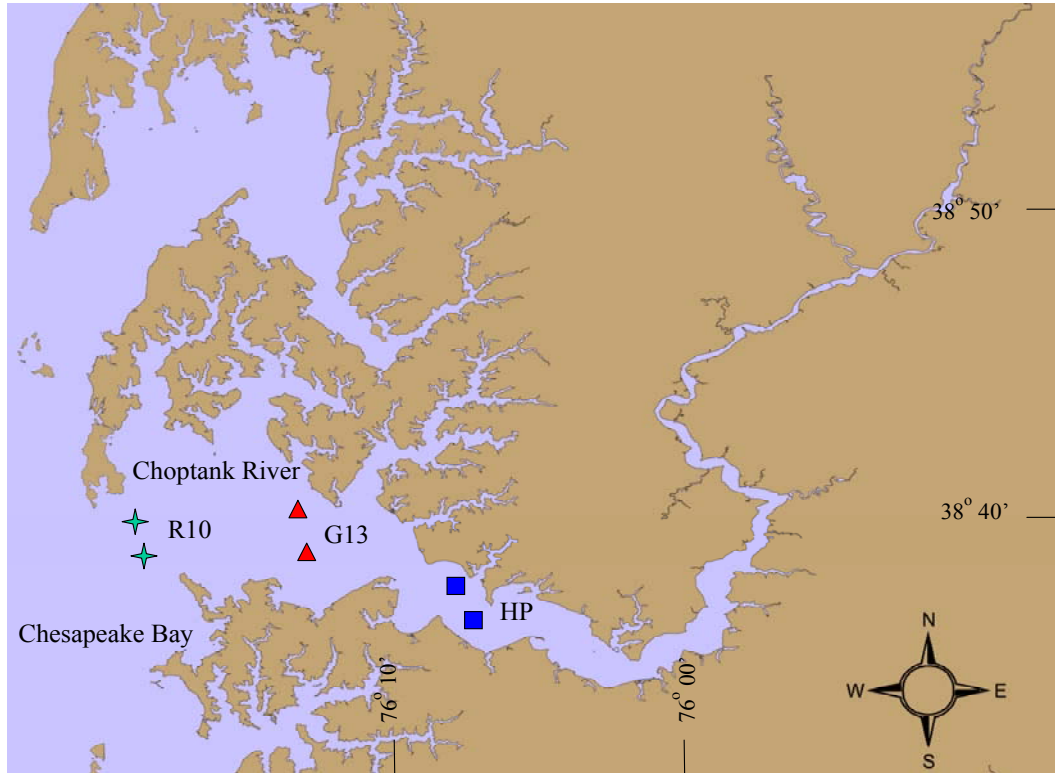 38° 50’
Choptank River
R10
G13
38° 40’
HP
Chesapeake Bay
76° 10’
76° 00’
N
W
E
S